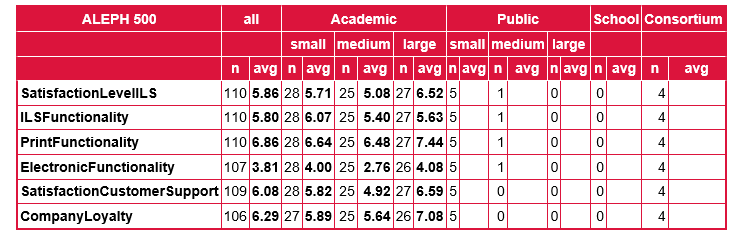 ALEPH 500 all Academic Public School Consortium
small medium large small medium large
n avg n avg n avg n avg n avg n avg n avg n avg n avg
SatisfactionLevelILS 110 5.86 28 5.71 25 5.08 27 6.52 5 1 0 0 4
ILSFunctionality 110 5.80 28 6.07 25 5.40 27 5.63 5 1 0 0 4
PrintFunctionality 110 6.86 28 6.64 25 6.48 27 7.44 5 1 0 0 4
ElectronicFunctionality 107 3.81 28 4.00 25 2.76 26 4.08 5 1 0 0 4
SatisfactionCustomerSupport 109 6.08 28 5.82 25 4.92 27 6.59 5 0 0 0 4
CompanyLoyalty 106 6.29 27 5.89 25 5.64 26 7.08 5 0 0 0 4